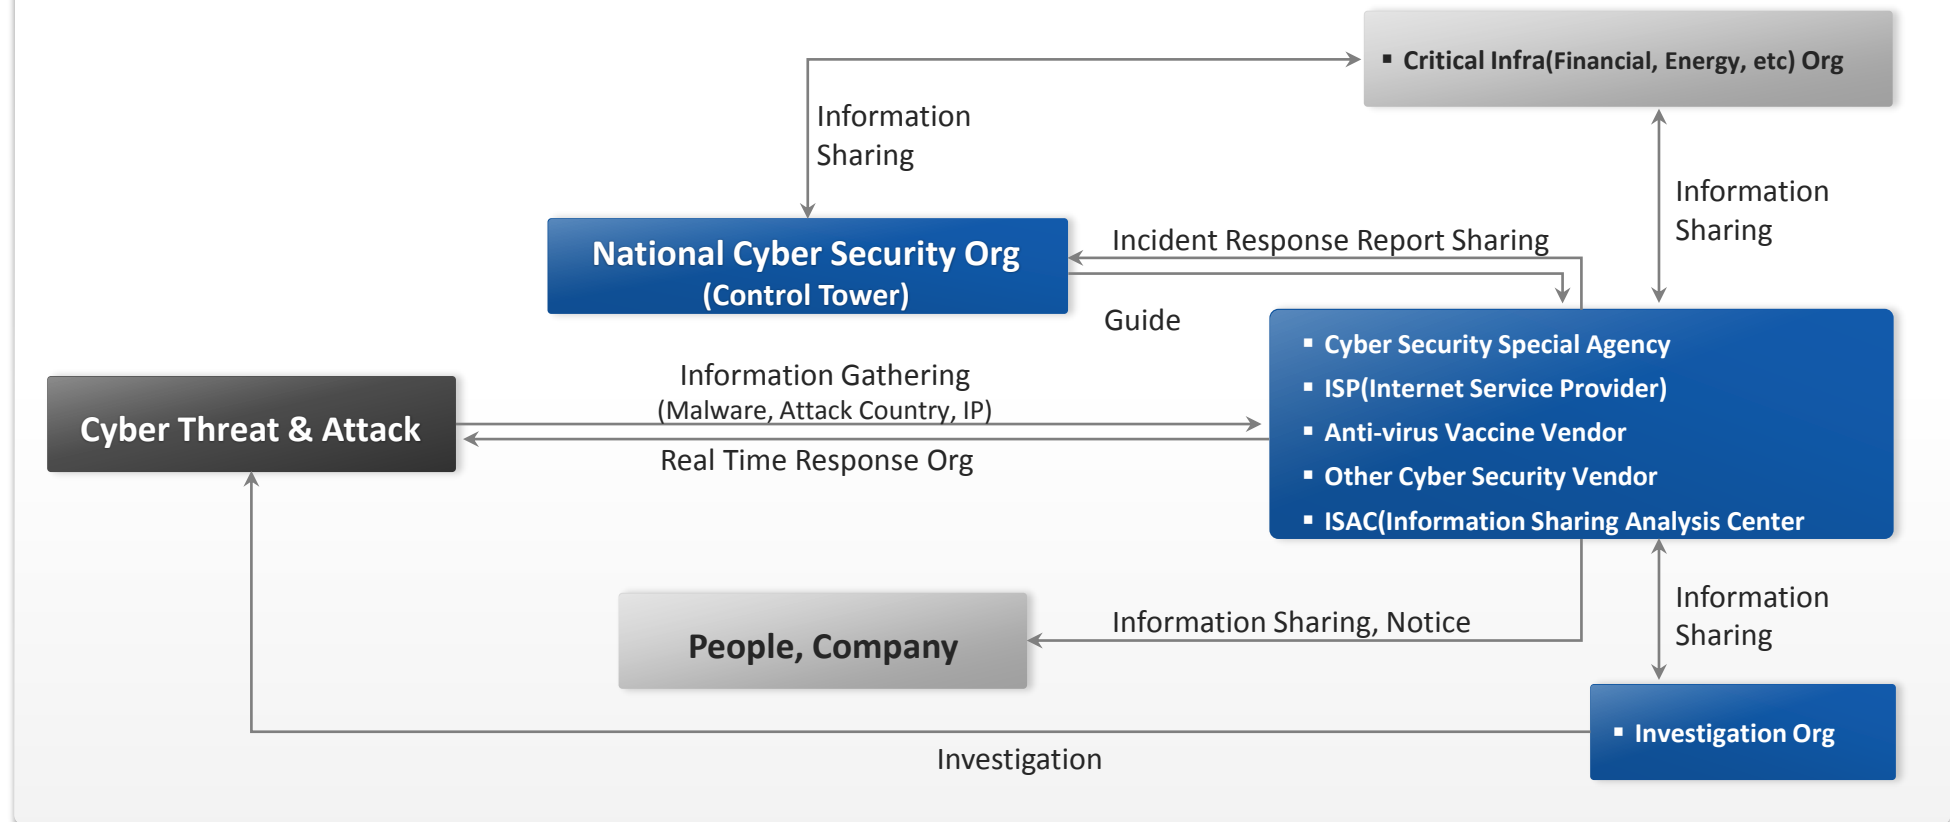 ▪ Critical Infra(Financial, Energy, etc) Org
Information
Sharing
Information
Sharing
National Cyber Security Org
(Control Tower)
Incident Response Report Sharing
Guide
▪ Cyber Security Special Agency
▪ ISP(Internet Service Provider)
▪ Anti-virus Vaccine Vendor
▪ Other Cyber Security Vendor
▪ ISAC(Information Sharing Analysis Center
Information Gathering
(Malware, Attack Country, IP)
Cyber Threat & Attack
Real Time Response Org
Information
Sharing
Information Sharing, Notice
People, Company
▪ Investigation Org
Investigation